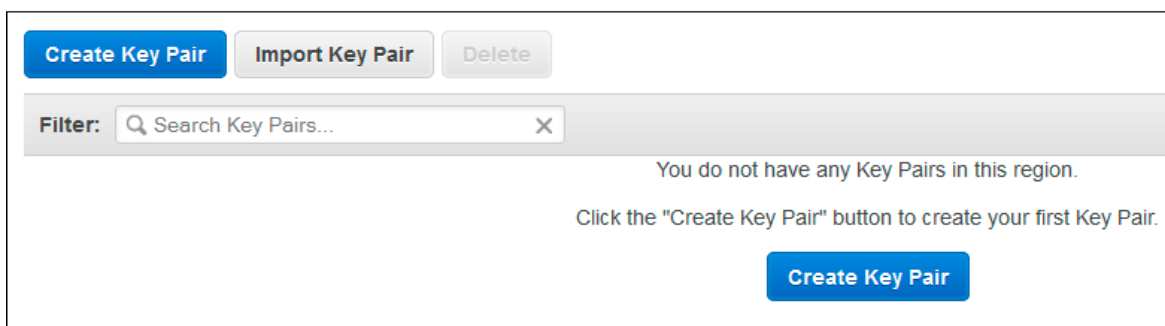 Create Key Pair Import Key Pair Delete
Filter: Search Key Pairs...
You do not have any Key Pairs in this region.
Click the "Create Key Pair" button to create your first Key Pair.
Create Key Pair